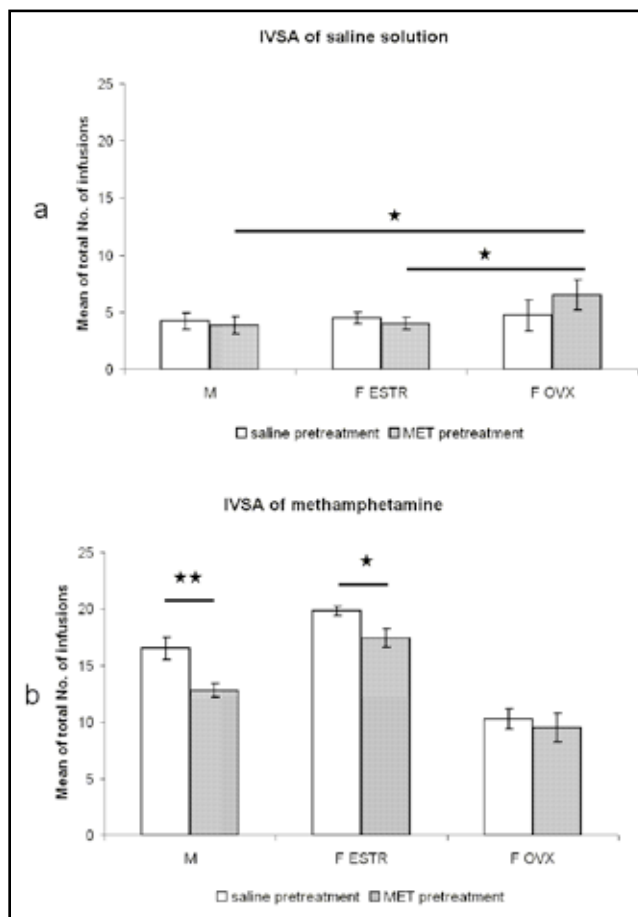 IVSA of saline solution
25
20
15
10
5
0
Mean of total No. of infusions
a
★
★
M F ESTR F OVX
saline pretreatment MET pretreatment
IVSA of methamphetamine
25
20
15
10
5
0
Mean of total No. of infusions
b
★★
★
M F ESTR F OVX
saline pretreatment MET pretreatment